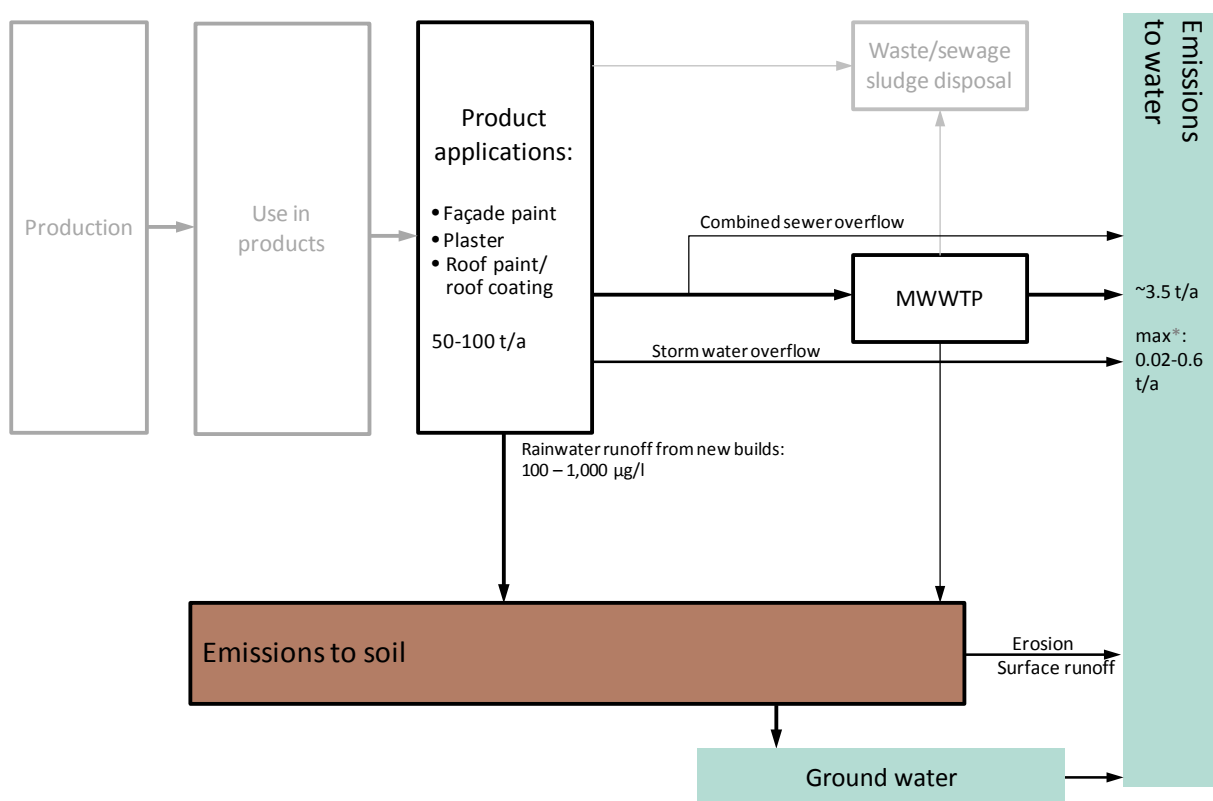 Production
Use in
products
Product
applications:
• Façade paint
• Plaster
• Roof paint/
roof coating
50-100 t/a
Waste/sewage
sludge disposal
Combined sewer overflow
MWWTP
Storm water overflow
Emissions
to water
~3.5 t/a
max*:
0.02-0.6
t/a
Rainwater runoff from new builds:
100 – 1,000 µg/l
Emissions to soil
Erosion
Surface runoff
Ground water